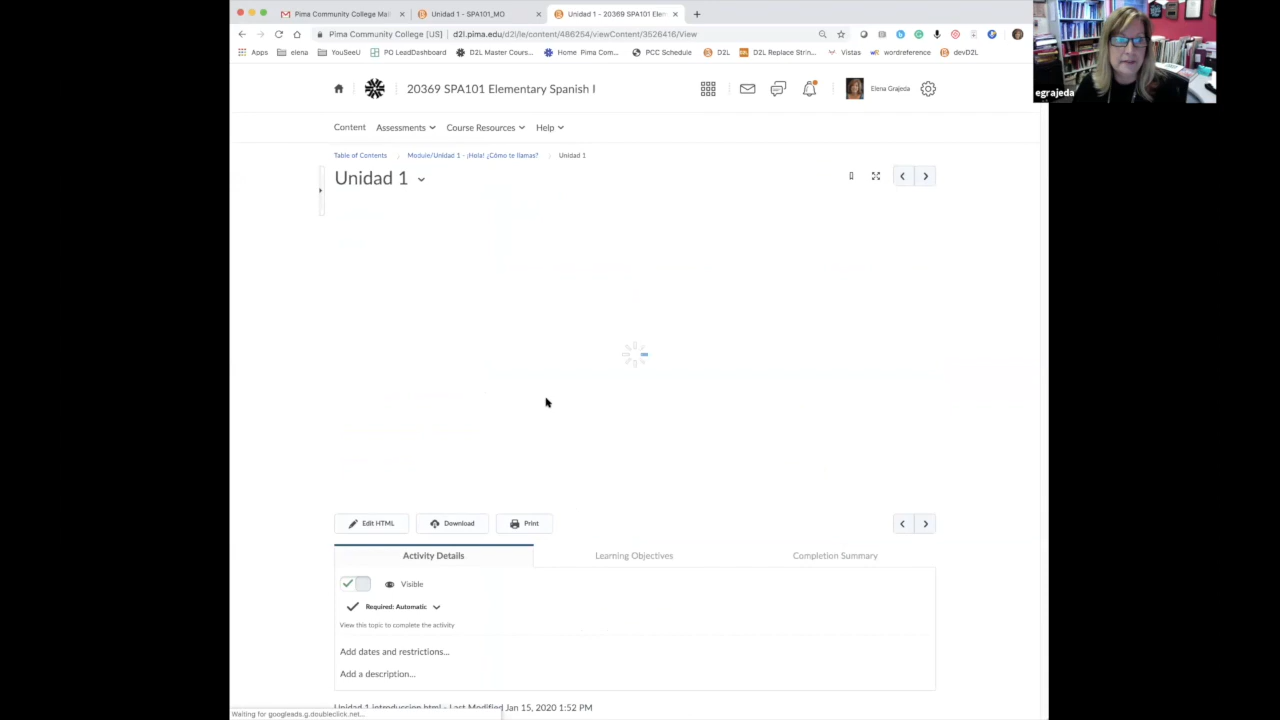 Pima Community College Mai
Unidad 1 - SPA101_MO
Unidad 1 - 20369 SPA101 Elem
Pima Community College [US] | d2l.pima.edu/d2l/le/content/486254/viewContent/3526416/View
Apps elena YouSeeU PO LeadDashboard D2L Master Cours... Home Pima Com... PCC Schedule D2L D2L Replace Strin... Vistas wordreference devD2L
egrajeda
20369 SPA101 Elementary Spanish I
Elena Grajeda
Content Assessments Course Resources Help
Table of Contents Module/Unidad 1 - ¡Hola! ¿Cómo te llamas? Unidad 1
Unidad 1
Edit HTML Download Print
Activity Details Learning Objectives Completion Summary
Visible
Required: Automatic
View this topic to complete the activity
Add dates and restrictions...
Add a description...
Unidad 1 introduccion.html - Last Modified Jan 15, 2020 1:52 PM
Waiting for googleads.g.doubleclick.net...